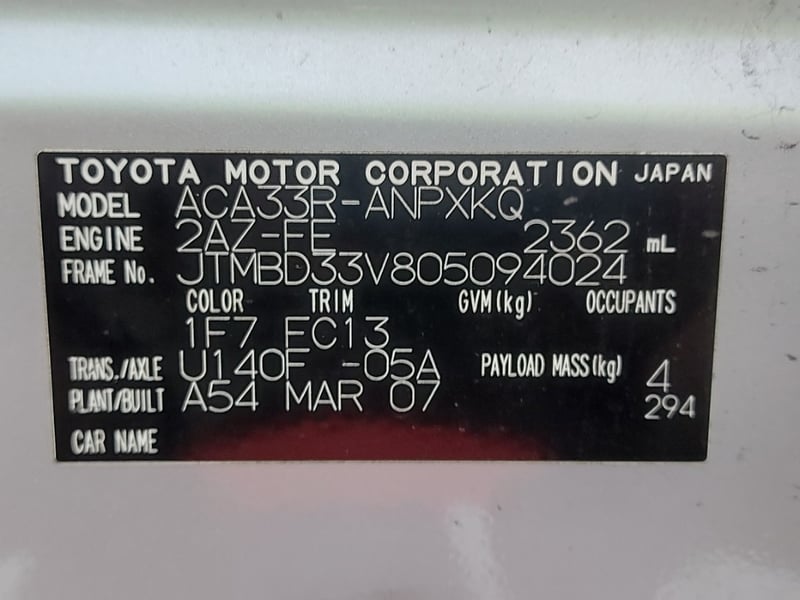 TOYOTA MOTOR CORPORATION JAPAN
MODEL ACA33R-ANPXKQ
ENGINE 2AZ-FE 2362 mL
FRAME No. JTMBD33V805094024
COLOR TRIM GVM(kg) OCCUPANTS
1F7 FC13
TRANS./AXLE U140F -05A PAYLOAD MASS(kg) 4
PLANT/BUILT A54 MAR 07 294
CAR NAME